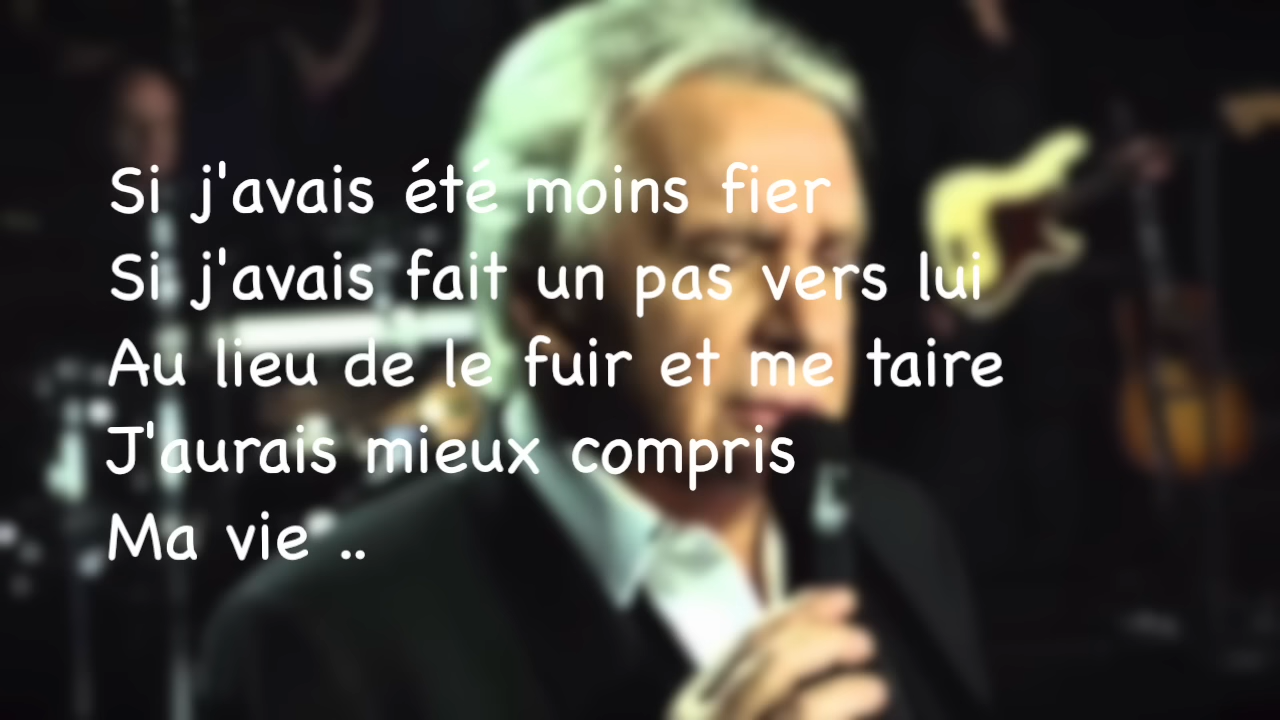 Si j'avais été moins fier
Si j'avais fait un pas vers lui
Au lieu de le fuir et me taire
J'aurais mieux compris
Ma vie ..